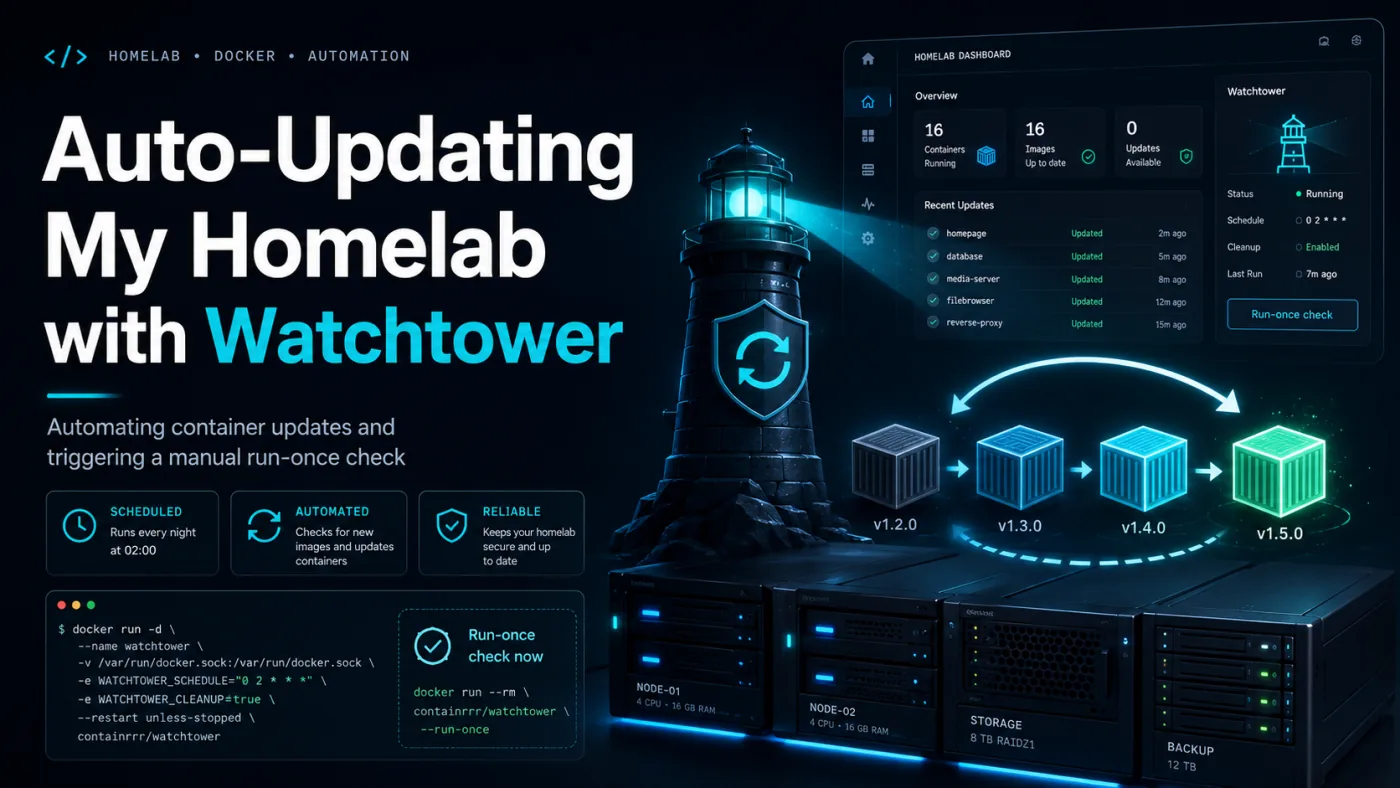 </> HOMELAB • DOCKER • AUTOMATION
Auto-Updating
My Homelab
with Watchtower
Automating container updates and
triggering a manual run-once check
SCHEDULED
Runs every night
at 02:00
AUTOMATED
Checks for new
images and updates
containers
RELIABLE
Keeps your homelab
secure and up
to date
$ docker run -d \
--name watchtower \
-v /var/run/docker.sock:/var/run/docker.sock \
-e WATCHTOWER_SCHEDULE="0 2 * * *" \
-e WATCHTOWER_CLEANUP=true \
--restart unless-stopped \
containrrr/watchtower
Run-once
check now
docker run --rm \
containrrr/watchtower \
--run-once
HOMELAB DASHBOARD
Overview
16
Containers
Running
16
Images
Up to date
0
Updates
Available
Recent Updates
homepage Updated 2m ago
database Updated 5m ago
media-server Updated 8m ago
filebrowser Updated 12m ago
reverse-proxy Updated 15m ago
Watchtower
Status Running
Schedule 0 2 * * *
Cleanup Enabled
Last Run 7m ago
Run-once check
v1.2.0
v1.3.0
v1.4.0
v1.5.0
NODE-01
4 CPU • 16 GB RAM
NODE-02
4 CPU • 16 GB RAM
STORAGE
8 TB RAIDZ1
BACKUP
12 TB